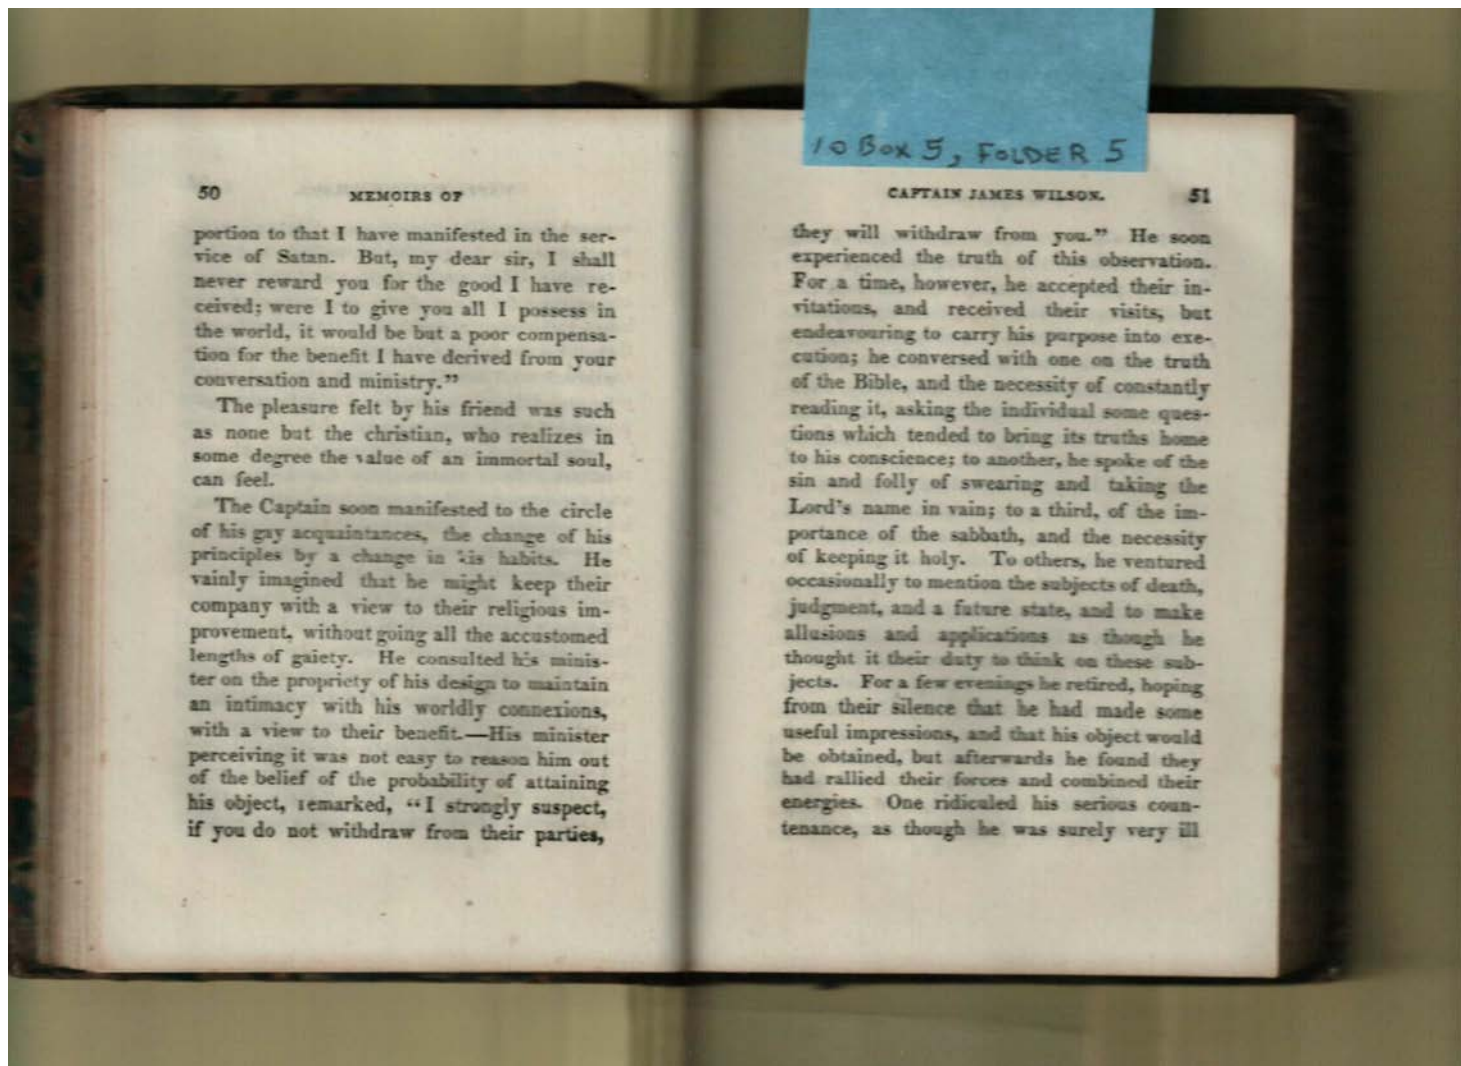 10 Box 5, FOLDER 5
50 MEMOIRS OF
portion to that I have manifested in the ser-
vice of Satan. But, my dear sir, I shall
never reward you for the good I have re-
ceived; were I to give you all I possess in
the world, it would be but a poor compensa-
tion for the benefit I have derived from your
conversation and ministry."
The pleasure felt by his friend was such
as none but the christian, who realizes in
some degree the value of an immortal soul,
can feel.
The Captain soon manifested to the circle
of his gay acquaintances, the change of his
principles by a change in his habits. He
vainly imagined that he might keep their
company with a view to their religious im-
provement, without going all the accustomed
lengths of gaiety. He consulted his minis-
ter on the propriety of his design to maintain
an intimacy with his worldly connexions,
with a view to their benefit.—His minister
perceiving it was not easy to reason him out
of the belief of the probability of attaining
his object, remarked, "I strongly suspect,
if you do not withdraw from their parties,
CAPTAIN JAMES WILSON. 51
they will withdraw from you." He soon
experienced the truth of this observation.
For a time, however, he accepted their in-
vitations, and received their visits, but
endeavouring to carry his purpose into exe-
cution; he conversed with one on the truth
of the Bible, and the necessity of constantly
reading it, asking the individual some ques-
tions which tended to bring its truths home
to his conscience; to another, he spoke of the
sin and folly of swearing and taking the
Lord's name in vain; to a third, of the im-
portance of the sabbath, and the necessity
of keeping it holy. To others, he ventured
occasionally to mention the subjects of death,
judgment, and a future state, and to make
allusions and applications as though he
thought it their duty to think on these sub-
jects. For a few evenings he retired, hoping
from their silence that he had made some
useful impressions, and that his object would
be obtained, but afterwards he found they
had rallied their forces and combined their
energies. One ridiculed his serious coun-
tenance, as though he was surely very ill